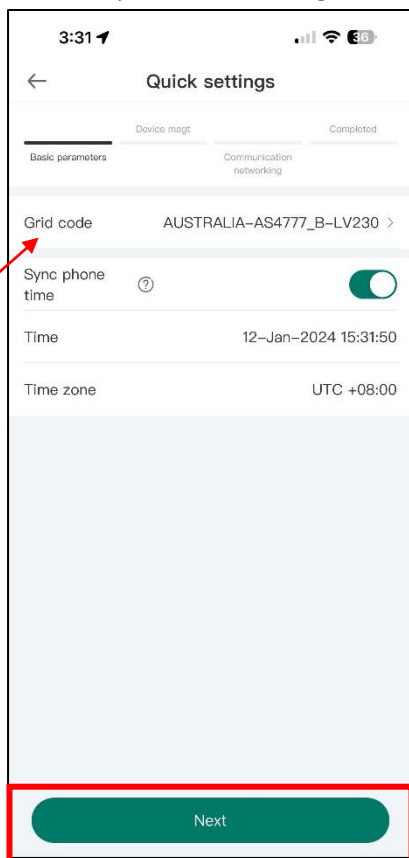 3:31
36
Quick settings
Device magt
Completed
Basic parameters
Communication
networking
Grid code
AUSTRALIA-AS4777_B-LV230 >
Sync phone
time
?
Time
12-Jan-2024 15:31:50
Time zone
UTC +08:00
Next